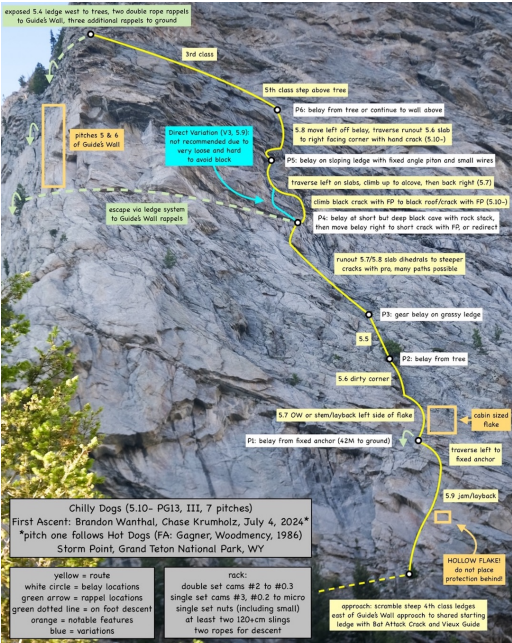 exposed 5.4 ledge west to trees, two double rope rappels
to Guide's Wall, three additional rappels to ground
3rd class
5th class step above tree
P6: belay from tree or continue to wall above
pitches 5 & 6
of Guide's Wall
Direct Variation (V3, 5.9):
not recommended due to
very loose and hard
to avoid block
5.8 move left off belay, traverse runout 5.6 slab
to right facing corner with hand crack (5.10-)
P5: belay on sloping ledge with fixed angle piton and small wires
traverse left on slabs, climb up to alcove, then back right (5.7)
climb black crack with FP to black rof/crack with FP (5.10-)
escape via ledge system
to Guide's Wall rappels
P4: belay at short but deep black cave with rock stack,
then move belay right to short crack with FP, or redirect
runout 5.7/5.8 slab dihedrals to steeper
cracks with pro, many paths possible
P3: gear belay on grassy ledge
5.5
P2: belay from tree
5.6 dirty corner
5.7 OW or stem/layback left side of flake
cabin sized
flake
P1: belay from fixed anchor (42M to ground)
traverse left to
fixed anchor
5.9 jam/layback
HOLLOW FLAKE!
do not place
protection behind!
Chilly Dogs (5.10- PG13, III, 7 pitches)
First Ascent: Brandon Wanthal, Chase Krumholz, July 4, 2024*
*pitch one follows Hot Dogs (FA: Gagner, Woodmency, 1986)
Storm Point, Grand Teton National Park, WY
yellow = route
white circle = belay locations
green arrow = rappel locations
green dotted line = on foot descent
orange = notable features
blue = variations
rack:
double set cams #2 to #0.3
single set cams #3, #0.2 to micro
single set nuts (including small)
at least two 120+cm slings
two ropes for descent
approach: scramble steep 4th class ledges
east of Guide's Wall approach to shared starting
ledge with Bat Attack Crack and Vieux Guide